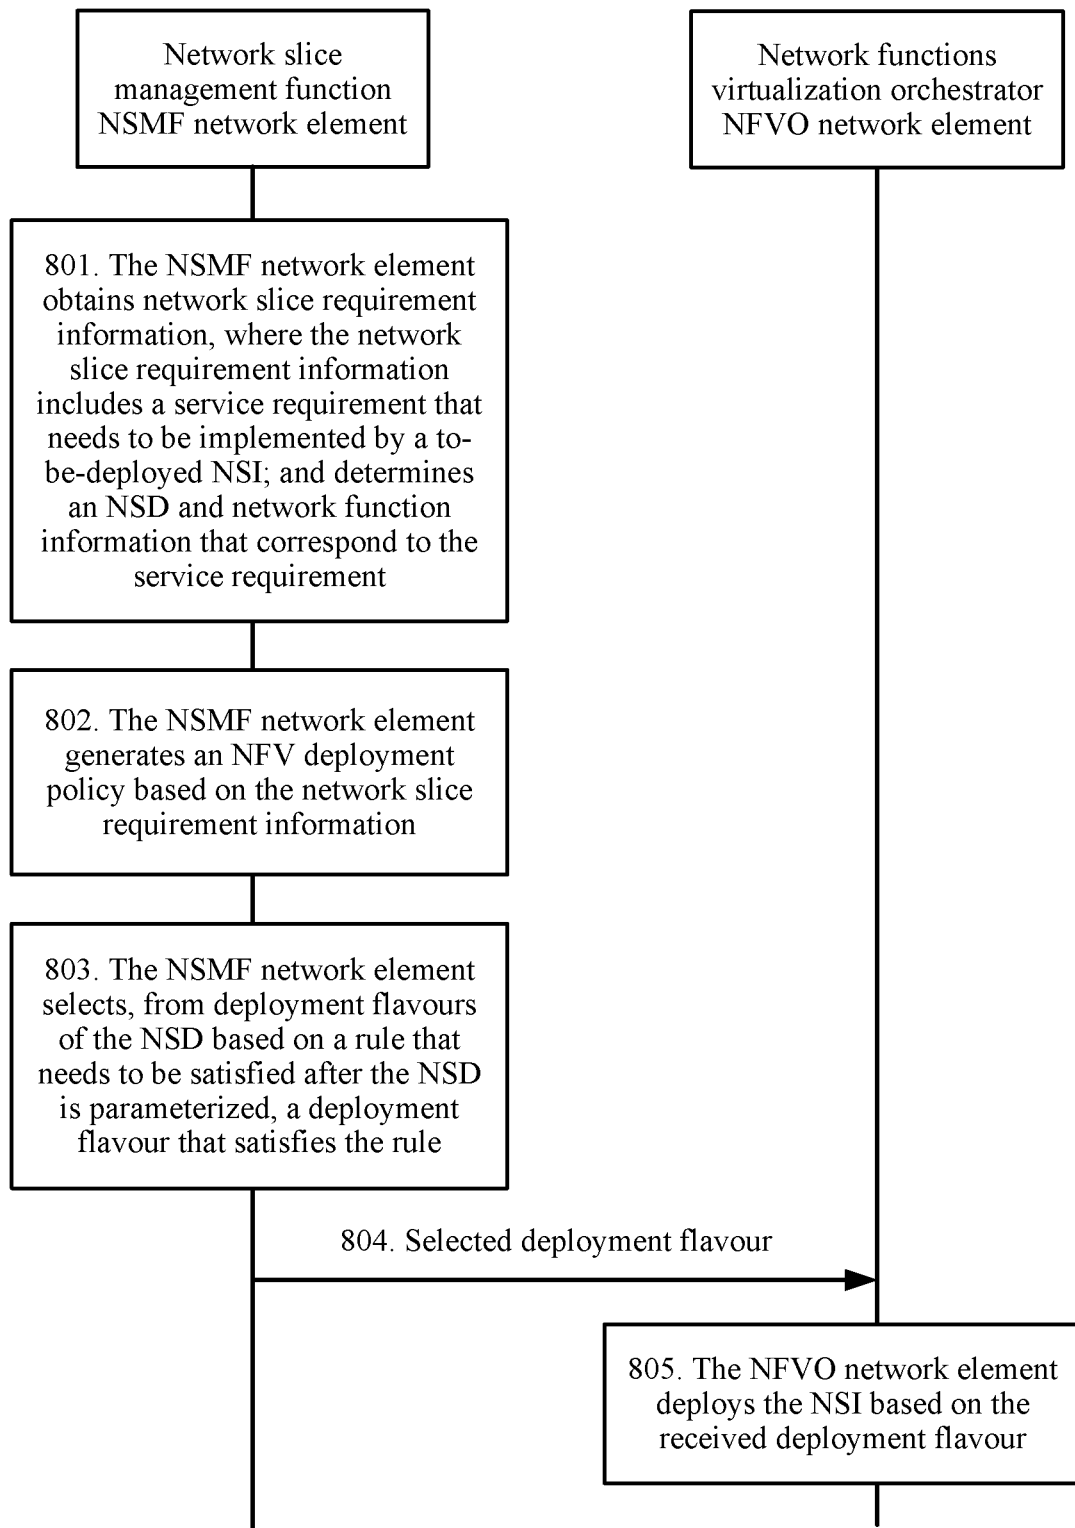 Network slice
management function
NSMF network element
Network functions
virtualization orchestrator
NFVO network element
801. The NSMF network element
obtains network slice requirement
information, where the network
slice requirement information
includes a service requirement that
needs to be implemented by a to-
be-deployed NSI; and determines
an NSD and network function
information that correspond to the
service requirement
802. The NSMF network element
generates an NFV deployment
policy based on the network slice
requirement information
803. The NSMF network element
selects, from deployment flavours
of the NSD based on a rule that
needs to be satisfied after the NSD
is parameterized, a deployment
flavour that satisfies the rule
804. Selected deployment flavour
805. The NFVO network element
deploys the NSI based on the
received deployment flavour